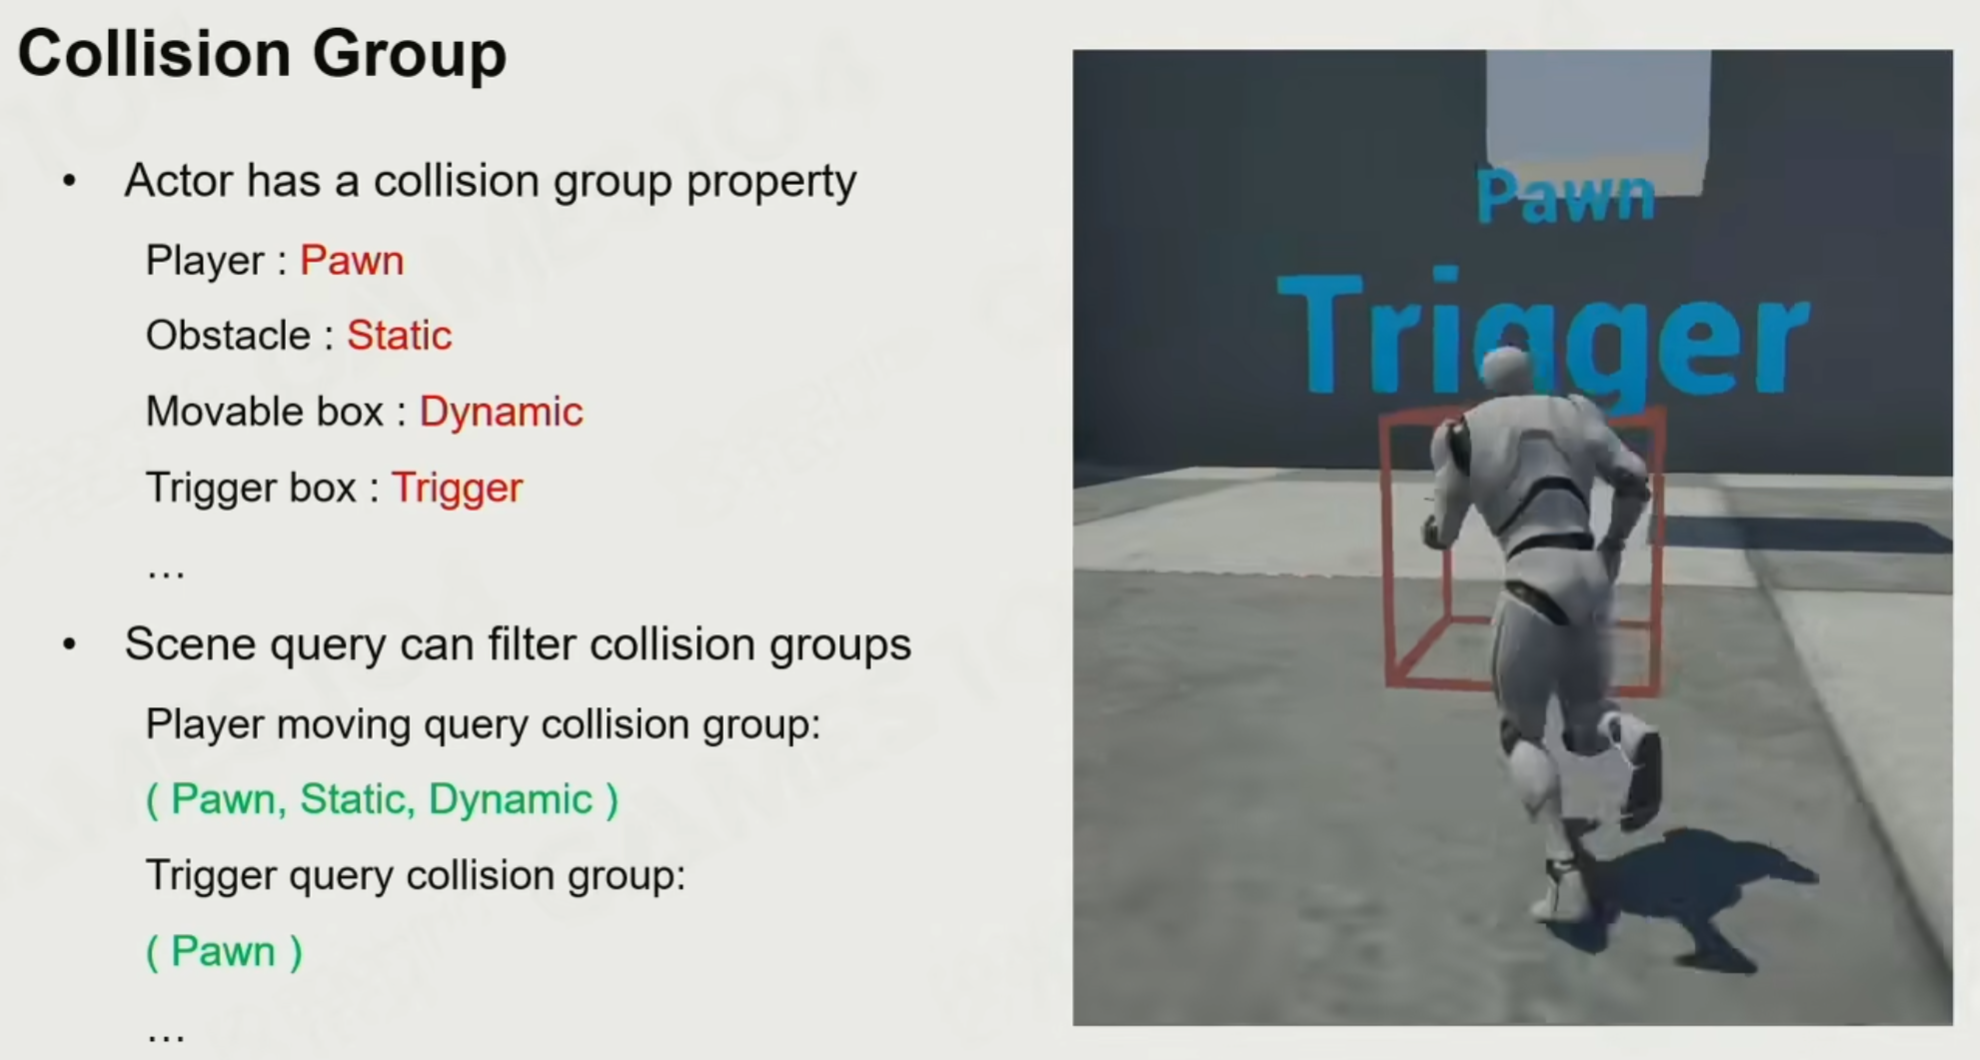 Collision Group
• Actor has a collision group property
Player : Pawn
Obstacle : Static
Movable box : Dynamic
Trigger box : Trigger
…
• Scene query can filter collision groups
Player moving query collision group:
( Pawn, Static, Dynamic )
Trigger query collision group:
( Pawn )
…
Pawn
Trigger